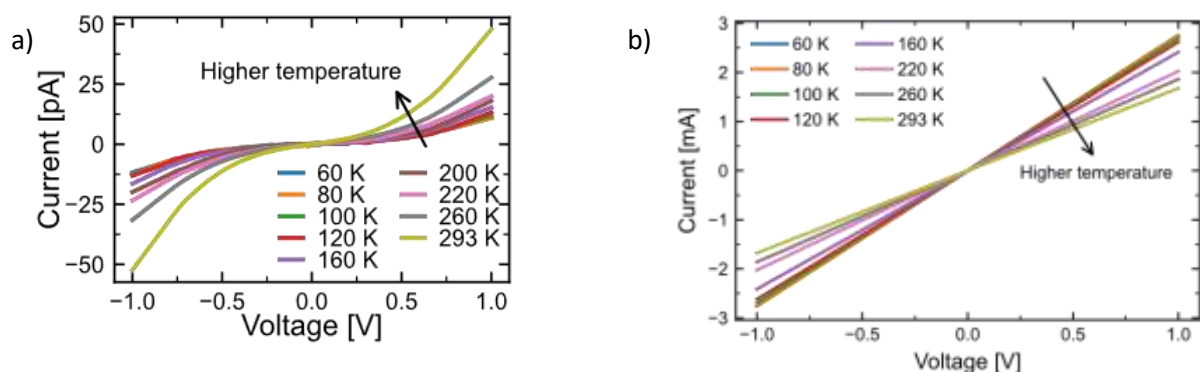 a)
Current [pA]
50
25
0
−25
−50
Higher temperature
60 K
80 K
100 K
120 K
160 K
200 K
220 K
260 K
293 K
−1.0 −0.5 0.0 0.5 1.0
Voltage [V]
b)
Current [mA]
3
2
1
0
−1
−2
−3
60 K
80 K
100 K
120 K
160 K
220 K
260 K
293 K
Higher temperature
−1.0 −0.5 0.0 0.5 1.0
Voltage [V]